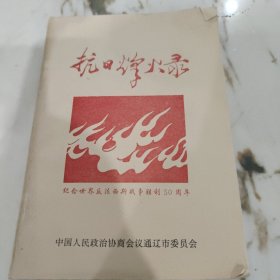 抗日烽火录
纪念世界反法西斯战争胜利50周年
中国人民政治协商会议通辽市委员会